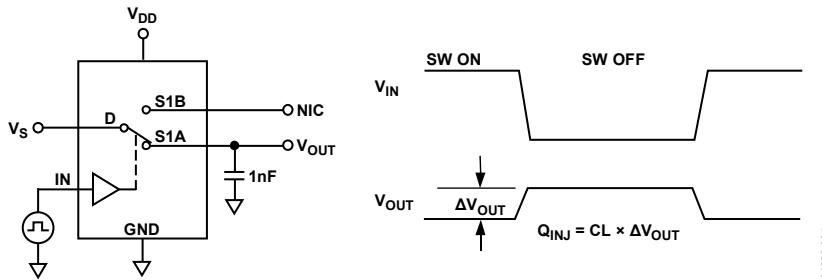 VDD
SW ON SW OFF
VIN
S1B
NIC
D
VS
S1A
VOUT
1nF
IN
VOUT
ΔVOUT
QINJ = CL × ΔVOUT
GND